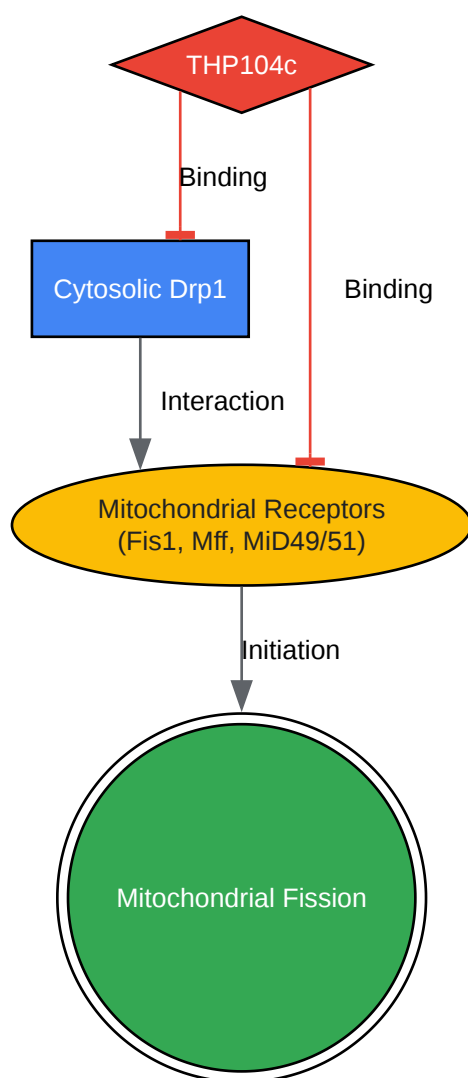 THP104c
Binding
Cytosolic Drp1
Binding
Interaction
Mitochondrial Receptors
(Fis1, Mff, MiD49/51)
Initiation
Mitochondrial Fission